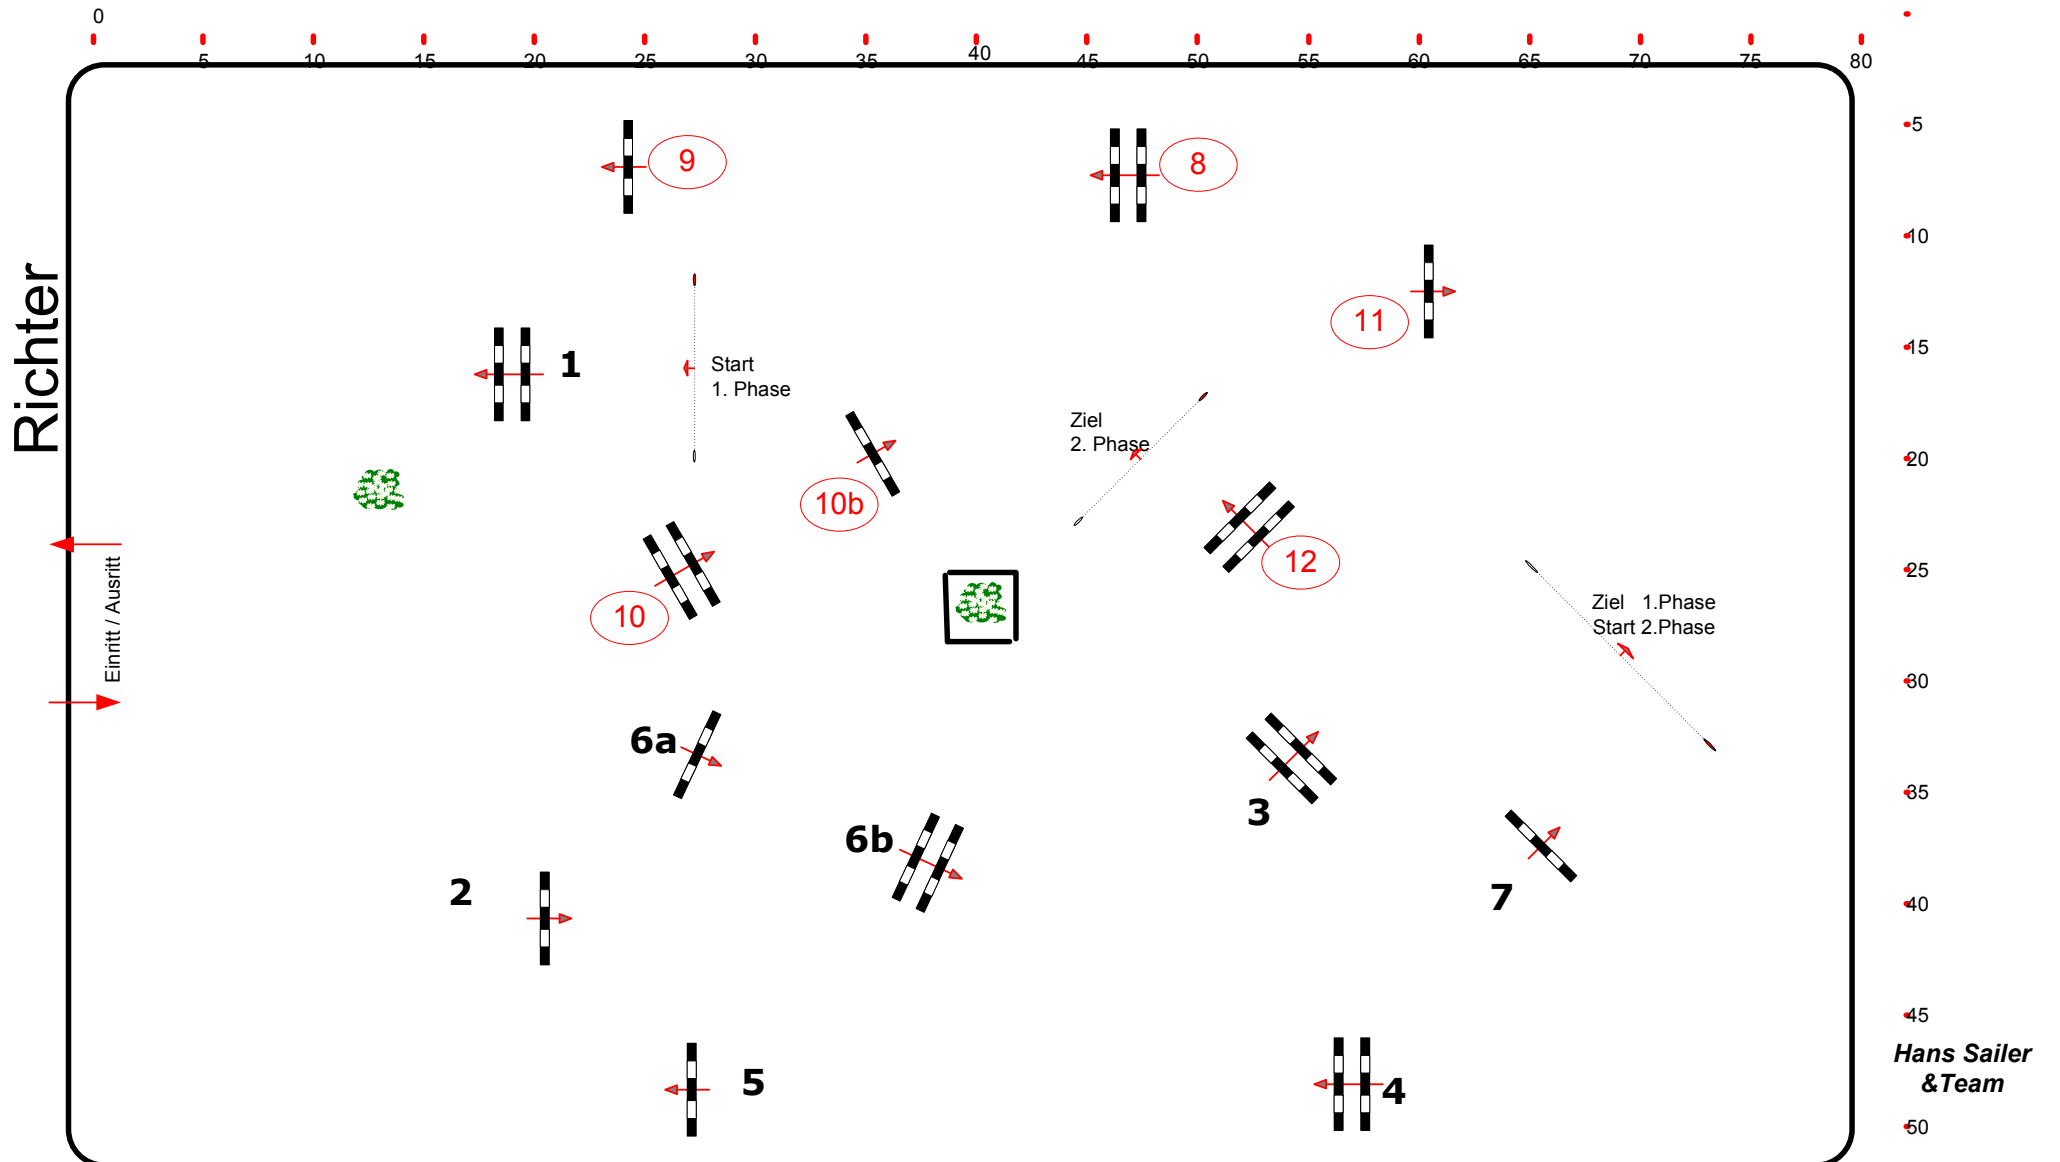 0
5
10
15
20
25
30
35
40
45
50
55
60
65
70
75
80
5
10
15
20
25
30
35
40
45
50
Richter
9
8
11
1
Start
1. Phase
Ziel
2. Phase
10b
12
10
Einritt / Ausritt
Ziel 1.Phase
Start 2.Phase
6a
6b
3
2
7
5
4
Hans Sailer
&Team